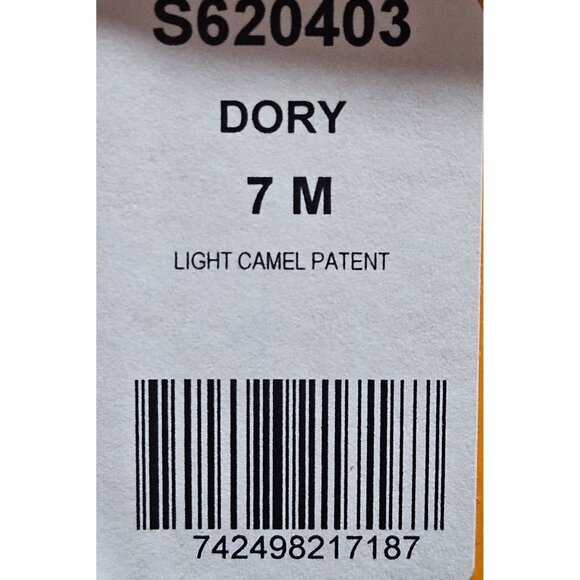 S620403
DORY
7 M
LIGHT CAMEL PATENT
742498217187